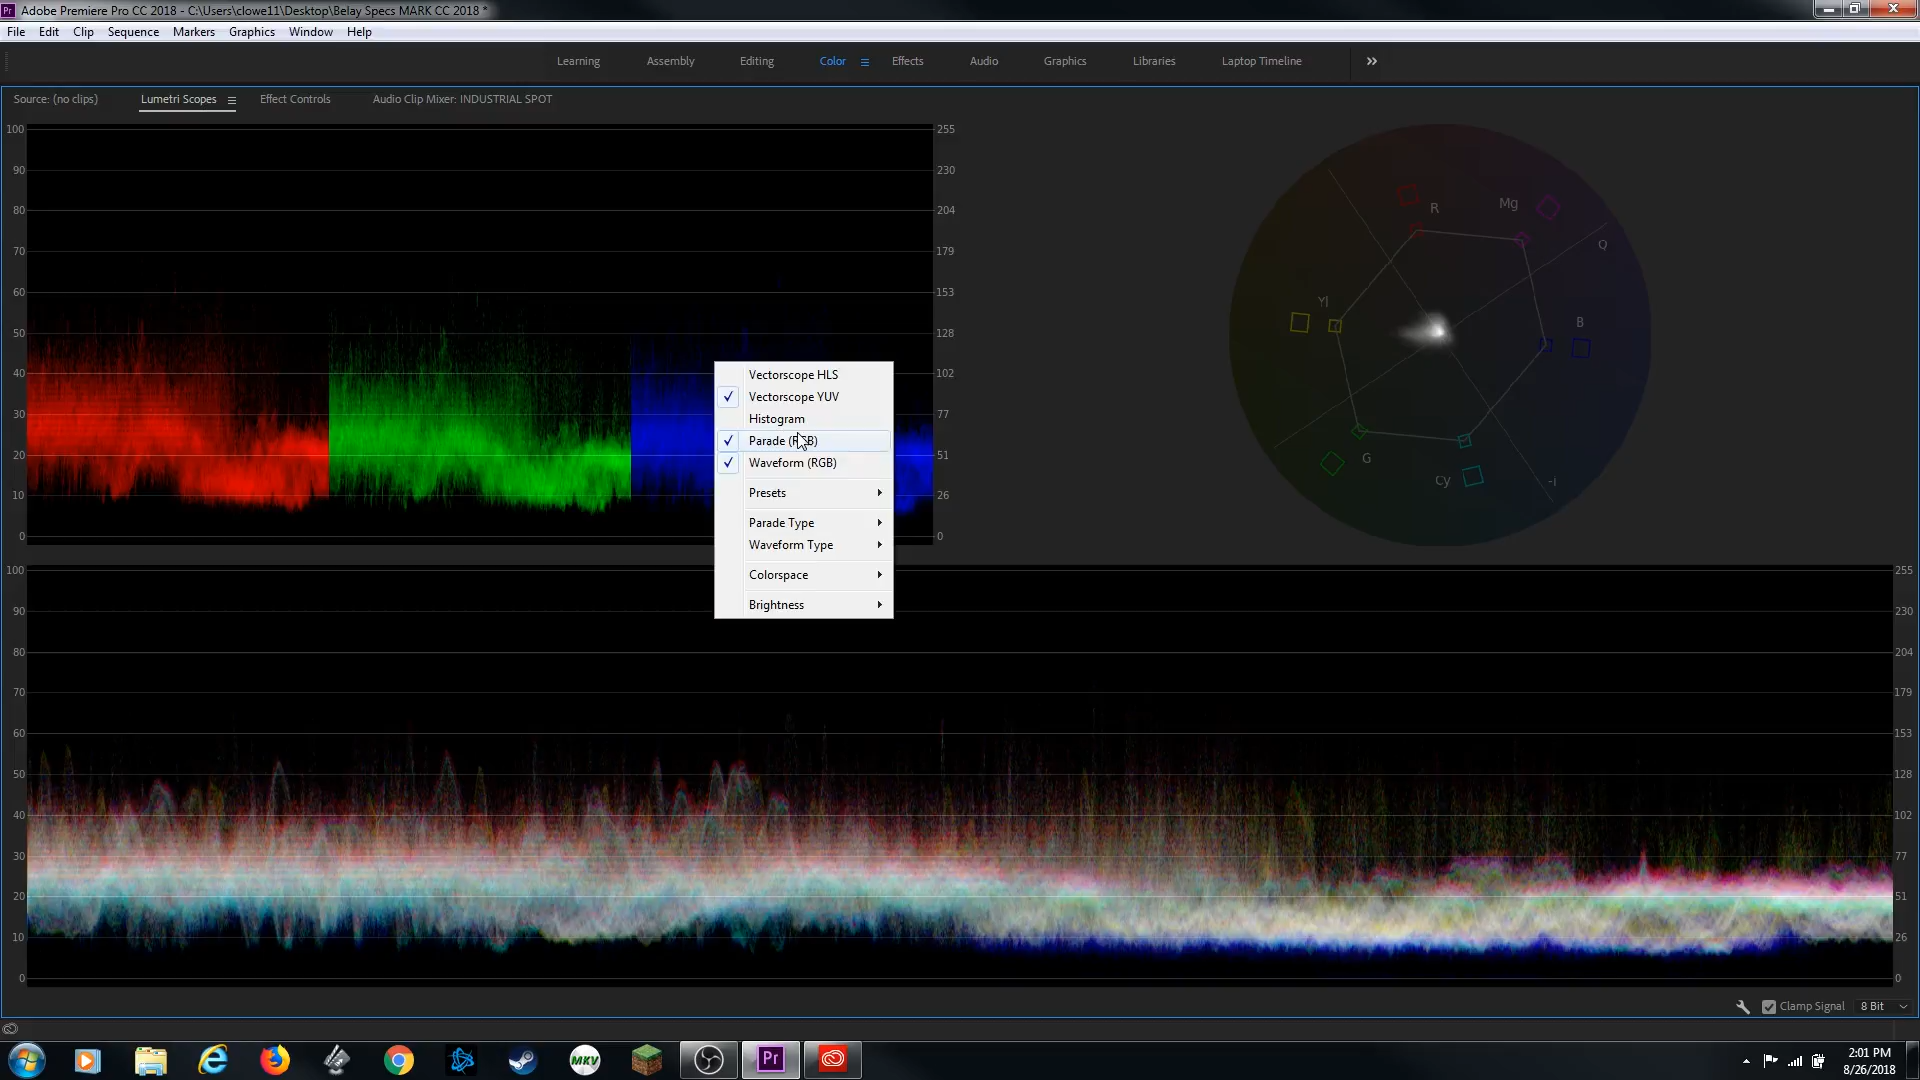 Pr Adobe Premiere Pro CC 2018 - C:\Users\clowe11\Desktop\Belay Specs MARK CC 2018 *
File Edit Clip Sequence Markers Graphics Window Help
Learning Assembly Editing Color Effects Audio Graphics Libraries Laptop Timeline
Source: (no clips) Lumetri Scopes Effect Controls Audio Clip Mixer: INDUSTRIAL SPOT
100 255
90 230
80 204
70 179
60 153
50 128
40 102
30 77
20 51
10 26
0 0
R Mg Q
Yl B
G Cy -i
Vectorscope HLS
Vectorscope YUV
Histogram
Parade (RGB)
Waveform (RGB)
Presets
Parade Type
Waveform Type
Colorspace
Brightness
100 255
90 230
80 204
70 179
60 153
50 128
40 102
30 77
20 51
10 26
0 0
Clamp Signal 8 Bit
MKV Pr
2:01 PM
8/26/2018